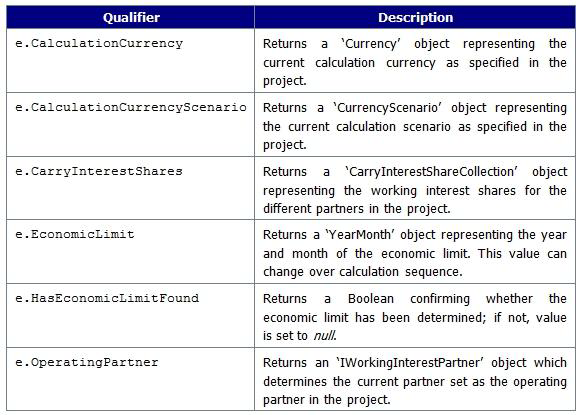 Qualifier Description
e.CalculationCurrency
Returns a ‘Currency’ object representing the
current calculation currency as specified in the
project.
e.CalculationCurrencyScenario
Returns a ‘CurrencyScenario’ object representing
the current calculation scenario as specified in the
project.
e.CarryInterestShares
Returns a ‘CarryInterestShareCollection’ object
representing the working interest shares for the
different partners in the project.
e.EconomicLimit
Returns a ‘YearMonth’ object representing the year
and month of the economic limit. This value can
change over calculation sequence.
e.HasEconomicLimitFound
Returns a Boolean confirming whether the
economic limit has been determined; if not, value
is set to null.
e.OperatingPartner
Returns an ‘IWorkingInterestPartner’ object which
determines the current partner set as the operating
partner in the project.